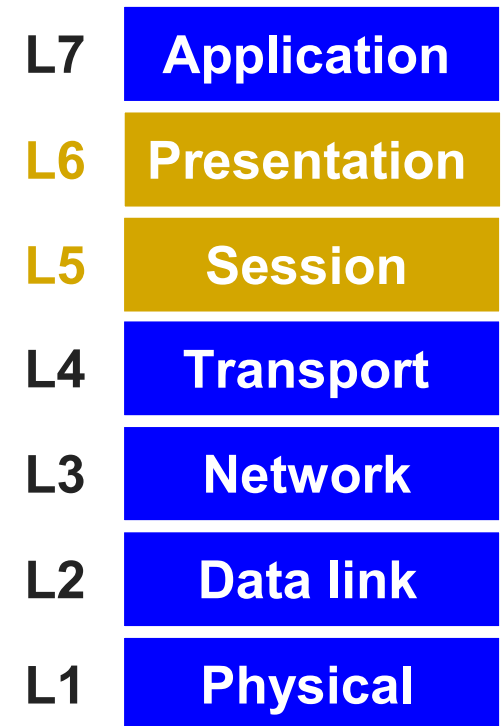 L7 Application
L6 Presentation
L5 Session
L4 Transport
L3 Network
L2 Data link
L1 Physical